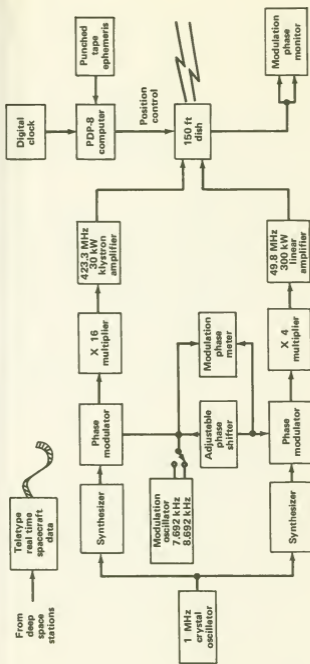 From
deep
space
stations
Teletype
real time
spacecraft
data
Digital
clock
Punched
tape
ephemeris
PDP-8
computer
Position
control
150 ft
dish
Modulation
phase
monitor
423.3 MHz
30 kW
klystron
amplifier
X 16
multiplier
Phase
modulator
Synthesizer
Modulation
oscillator
7.692 kHz
8.692 kHz
Modulation
phase
meter
Adjustable
phase
shifter
1 MHz
crystal
oscillator
Synthesizer
Phase
modulator
X 4
multiplier
49.8 MHz
300 kW
linear
amplifier